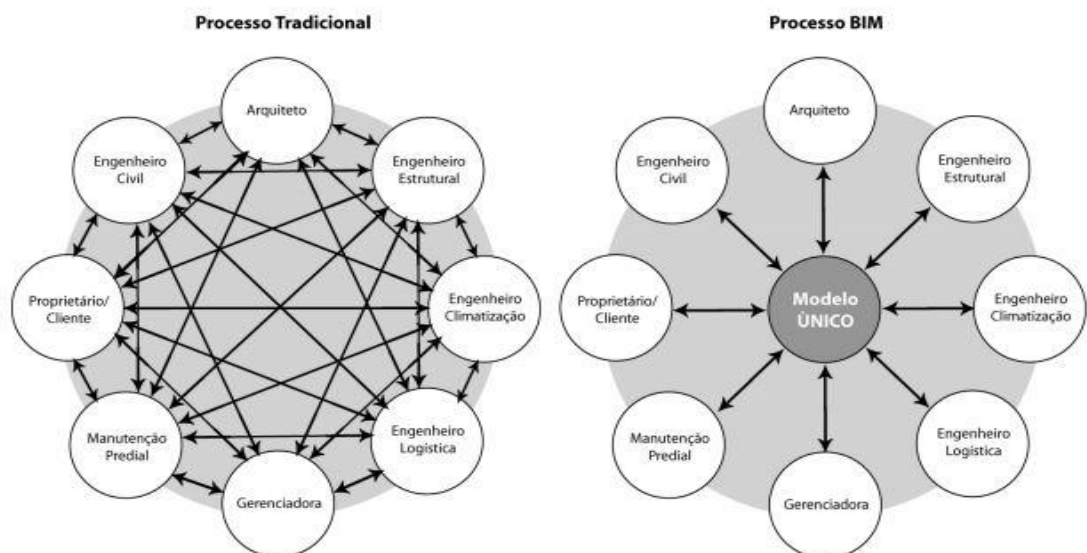 Processo Tradicional
Arquiteto
Engenheiro
Civil
Engenheiro
Estrutural
Proprietário/
Cliente
Engenheiro
Climatização
Manutenção
Predial
Engenheiro
Logística
Gerenciadora
Processo BIM
Arquiteto
Engenheiro
Civil
Engenheiro
Estrutural
Proprietário/
Cliente
Modelo
ÙNICO
Engenheiro
Climatização
Manutenção
Predial
Engenheiro
Logística
Gerenciadora